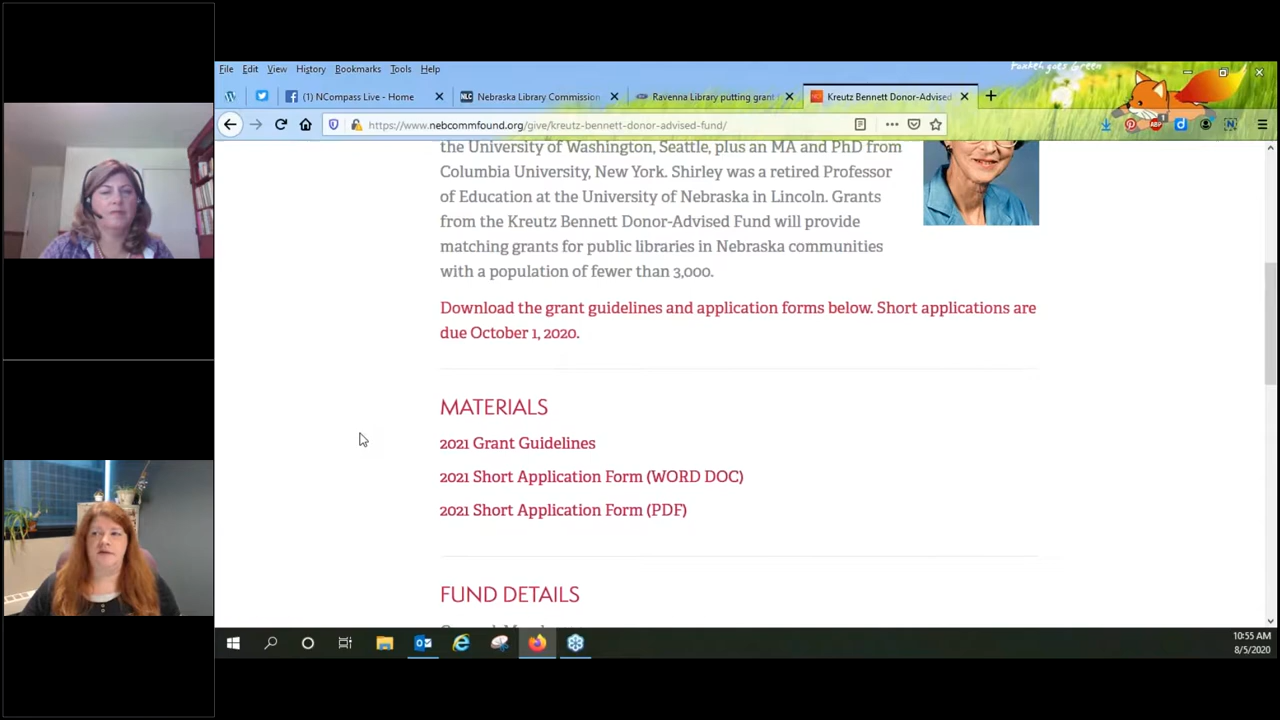 Foxkeh goes Green
File Edit View History Bookmarks Tools Help
(1) NCompass Live - Home
Nebraska Library Commission
Ravenna Library putting grant
Kreutz Bennett Donor-Advised
https://www.nebcommfound.org/give/kreutz-bennett-donor-advised-fund/
the University of Washington, Seattle, plus an MA and PhD from
Columbia University, New York. Shirley was a retired Professor
of Education at the University of Nebraska in Lincoln. Grants
from the Kreutz Bennett Donor-Advised Fund will provide
matching grants for public libraries in Nebraska communities
with a population of fewer than 3,000.
Download the grant guidelines and application forms below. Short applications are
due October 1, 2020.
MATERIALS
2021 Grant Guidelines
2021 Short Application Form (WORD DOC)
2021 Short Application Form (PDF)
FUND DETAILS
10:55 AM
8/5/2020